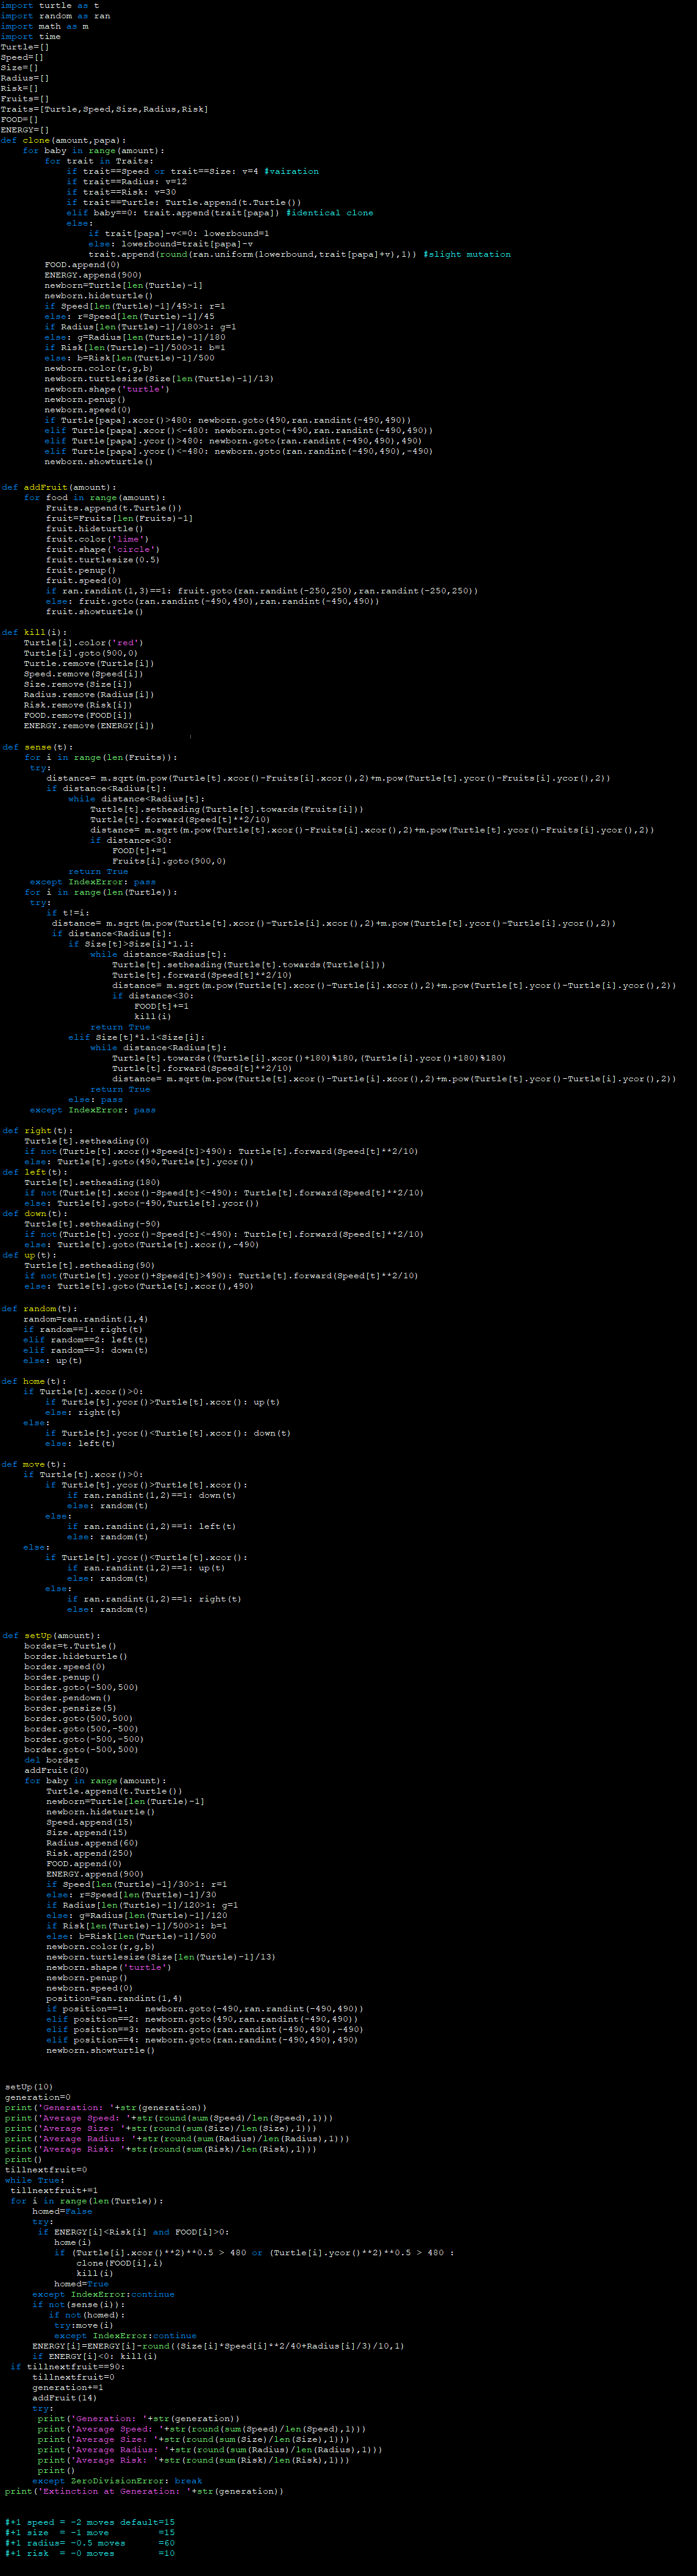 import turtle as t
import random as ran
import math as m
import time
Turtle=[]
Speed=[]
Size=[]
Radius=[]
Risk=[]
Fruits=[]
Traits=[Turtle,Speed,Size,Radius,Risk]
FOOD=[]
ENERGY=[]
def clone(amount,papa):
    for baby in range(amount):
        for trait in Traits:
            if trait==Speed or trait==Size: v=4 #vairation
            if trait==Radius: v=12
            if trait==Risk: v=30
            if trait==Turtle: Turtle.append(t.Turtle())
            elif baby==0: trait.append(trait[papa]) #identical clone
            else:
                if trait[papa]-v<=0: lowerbound=1
                else: lowerbound=trait[papa]-v
                trait.append(round(ran.uniform(lowerbound,trait[papa]+v),1)) #slight mutation
        FOOD.append(0)
        ENERGY.append(900)
        newborn=Turtle[len(Turtle)-1]
        newborn.hideturtle()
        if Speed[len(Turtle)-1]/45>1: r=1
        else: r=Speed[len(Turtle)-1]/45
        if Radius[len(Turtle)-1]/180>1: g=1
        else: g=Radius[len(Turtle)-1]/180
        if Risk[len(Turtle)-1]/500>1: b=1
        else: b=Risk[len(Turtle)-1]/500
        newborn.color(r,g,b)
        newborn.turtlesize(Size[len(Turtle)-1]/13)
        newborn.shape('turtle')
        newborn.penup()
        newborn.speed(0)
        if Turtle[papa].xcor()>480: newborn.goto(490,ran.randint(-490,490))
        elif Turtle[papa].xcor()<-480: newborn.goto(-490,ran.randint(-490,490))
        elif Turtle[papa].ycor()>480: newborn.goto(ran.randint(-490,490),490)
        elif Turtle[papa].ycor()<-480: newborn.goto(ran.randint(-490,490),-490)
        newborn.showturtle()

def addFruit(amount):
    for food in range(amount):
        Fruits.append(t.Turtle())
        fruit=Fruits[len(Fruits)-1]
        fruit.hideturtle()
        fruit.color('lime')
        fruit.shape('circle')
        fruit.turtlesize(0.5)
        fruit.penup()
        fruit.speed(0)
        if ran.randint(1,3)==1: fruit.goto(ran.randint(-250,250),ran.randint(-250,250))
        else: fruit.goto(ran.randint(-490,490),ran.randint(-490,490))
        fruit.showturtle()

def kill(i):
    Turtle[i].color('red')
    Turtle[i].goto(900,0)
    Turtle.remove(Turtle[i])
    Speed.remove(Speed[i])
    Size.remove(Size[i])
    Radius.remove(Radius[i])
    Risk.remove(Risk[i])
    FOOD.remove(FOOD[i])
    ENERGY.remove(ENERGY[i])

def sense(t):
    for i in range(len(Fruits)):
     try:
        distance= m.sqrt(m.pow(Turtle[t].xcor()-Fruits[i].xcor(),2)+m.pow(Turtle[t].ycor()-Fruits[i].ycor(),2))
        if distance<Radius[t]:
            while distance<Radius[t]:
                Turtle[t].setheading(Turtle[t].towards(Fruits[i]))
                Turtle[t].forward(Speed[t]**2/10)
                distance= m.sqrt(m.pow(Turtle[t].xcor()-Fruits[i].xcor(),2)+m.pow(Turtle[t].ycor()-Fruits[i].ycor(),2))
                if distance<30:
                    FOOD[t]+=1
                    Fruits[i].goto(900,0)
            return True
     except IndexError: pass
    for i in range(len(Turtle)):
     try:
        if t!=i:
         distance= m.sqrt(m.pow(Turtle[t].xcor()-Turtle[i].xcor(),2)+m.pow(Turtle[t].ycor()-Turtle[i].ycor(),2))
         if distance<Radius[t]:
            if Size[t]>Size[i]*1.1:
                while distance<Radius[t]:
                    Turtle[t].setheading(Turtle[t].towards(Turtle[i]))
                    Turtle[t].forward(Speed[t]**2/10)
                    distance= m.sqrt(m.pow(Turtle[t].xcor()-Turtle[i].xcor(),2)+m.pow(Turtle[t].ycor()-Turtle[i].ycor(),2))
                    if distance<30:
                        FOOD[t]+=1
                        kill(i)
                return True
            elif Size[t]*1.1<Size[i]:
                while distance<Radius[t]:
                    Turtle[t].towards((Turtle[i].xcor()+180)%180,(Turtle[i].ycor()+180)%180)
                    Turtle[t].forward(Speed[t]**2/10)
                    distance= m.sqrt(m.pow(Turtle[t].xcor()-Turtle[i].xcor(),2)+m.pow(Turtle[t].ycor()-Turtle[i].ycor(),2))
                return True
            else: pass
     except IndexError: pass

def right(t):
    Turtle[t].setheading(0)
    if not(Turtle[t].xcor()+Speed[t]>490): Turtle[t].forward(Speed[t]**2/10)
    else: Turtle[t].goto(490,Turtle[t].ycor())
def left(t):
    Turtle[t].setheading(180)
    if not(Turtle[t].xcor()-Speed[t]<-490): Turtle[t].forward(Speed[t]**2/10)
    else: Turtle[t].goto(-490,Turtle[t].ycor())
def down(t):
    Turtle[t].setheading(-90)
    if not(Turtle[t].ycor()-Speed[t]<-490): Turtle[t].forward(Speed[t]**2/10)
    else: Turtle[t].goto(Turtle[t].xcor(),-490)
def up(t):
    Turtle[t].setheading(90)
    if not(Turtle[t].ycor()+Speed[t]>490): Turtle[t].forward(Speed[t]**2/10)
    else: Turtle[t].goto(Turtle[t].xcor(),490)

def random(t):
    random=ran.randint(1,4)
    if random==1: right(t)
    elif random==2: left(t)
    elif random==3: down(t)
    else: up(t)

def home(t):
    if Turtle[t].xcor()>0:
        if Turtle[t].ycor()>Turtle[t].xcor(): up(t)
        else: right(t)
    else:
        if Turtle[t].ycor()<Turtle[t].xcor(): down(t)
        else: left(t)

def move(t):
    if Turtle[t].xcor()>0:
        if Turtle[t].ycor()>Turtle[t].xcor():
            if ran.randint(1,2)==1: down(t)
            else: random(t)
        else:
            if ran.randint(1,2)==1: left(t)
            else: random(t)
    else:
        if Turtle[t].ycor()<Turtle[t].xcor():
            if ran.randint(1,2)==1: up(t)
            else: random(t)
        else:
            if ran.randint(1,2)==1: right(t)
            else: random(t)

def setUp(amount):
    border=t.Turtle()
    border.hideturtle()
    border.speed(0)
    border.penup()
    border.goto(-500,500)
    border.pendown()
    border.pensize(5)
    border.goto(500,500)
    border.goto(500,-500)
    border.goto(-500,-500)
    border.goto(-500,500)
    del border
    addFruit(20)
    for baby in range(amount):
        Turtle.append(t.Turtle())
        newborn=Turtle[len(Turtle)-1]
        newborn.hideturtle()
        Speed.append(15)
        Size.append(15)
        Radius.append(60)
        Risk.append(250)
        FOOD.append(0)
        ENERGY.append(900)
        if Speed[len(Turtle)-1]/30>1: r=1
        else: r=Speed[len(Turtle)-1]/30
        if Radius[len(Turtle)-1]/120>1: g=1
        else: g=Radius[len(Turtle)-1]/120
        if Risk[len(Turtle)-1]/500>1: b=1
        else: b=Risk[len(Turtle)-1]/500
        newborn.color(r,g,b)
        newborn.turtlesize(Size[len(Turtle)-1]/13)
        newborn.shape('turtle')
        newborn.penup()
        newborn.speed(0)
        position=ran.randint(1,4)
        if position==1:   newborn.goto(-490,ran.randint(-490,490))
        elif position==2: newborn.goto(490,ran.randint(-490,490))
        elif position==3: newborn.goto(ran.randint(-490,490),-490)
        elif position==4: newborn.goto(ran.randint(-490,490),490)
        newborn.showturtle()

setUp(10)
generation=0
print('Generation: '+str(generation))
print('Average Speed: '+str(round(sum(Speed)/len(Speed),1)))
print('Average Size: '+str(round(sum(Size)/len(Size),1)))
print('Average Radius: '+str(round(sum(Radius)/len(Radius),1)))
print('Average Risk: '+str(round(sum(Risk)/len(Risk),1)))
print()
tillnextfruit=0
while True:
 tillnextfruit+=1
 for i in range(len(Turtle)):
     homed=False
     try:
      if ENERGY[i]<Risk[i] and FOOD[i]>0:
         home(i)
         if (Turtle[i].xcor()**2)**0.5 > 480 or (Turtle[i].ycor()**2)**0.5 > 480 :
             clone(FOOD[i],i)
             kill(i)
         homed=True
     except IndexError:continue
     if not(sense(i)):
        if not(homed):
         try:move(i)
         except IndexError:continue
     ENERGY[i]=ENERGY[i]-round((Size[i]*Speed[i]**2/40+Radius[i]/3)/10,1)
     if ENERGY[i]<0: kill(i)
 if tillnextfruit==90:
     tillnextfruit=0
     generation+=1
     addFruit(14)
     try:
      print('Generation: '+str(generation))
      print('Average Speed: '+str(round(sum(Speed)/len(Speed),1)))
      print('Average Size: '+str(round(sum(Size)/len(Size),1)))
      print('Average Radius: '+str(round(sum(Radius)/len(Radius),1)))
      print('Average Risk: '+str(round(sum(Risk)/len(Risk),1)))
      print()
     except ZeroDivisionError: break
print('Extinction at Generation: '+str(generation))

#+1 speed = -2 moves default=15
#+1 size  = -1 move         =15
#+1 radius= -0.5 moves      =60
#+1 risk  = -0 moves        =10